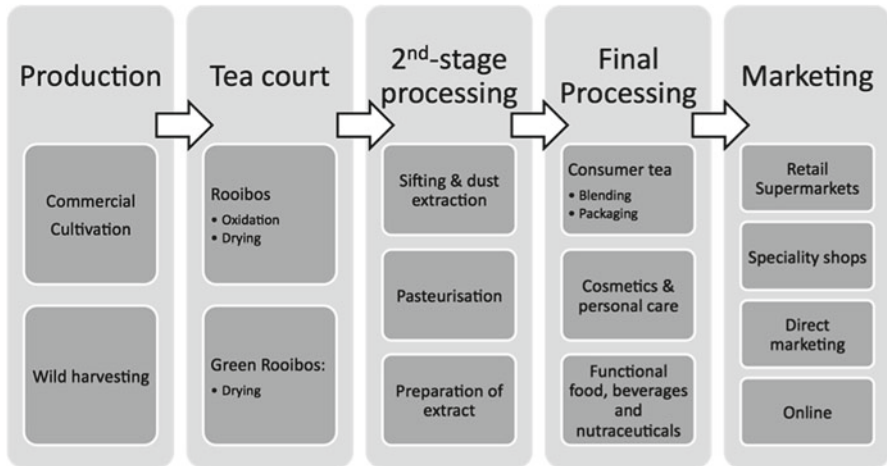 Production
Commercial
Cultivation
Wild harvesting
Tea court
Rooibos
• Oxidation
• Drying
Green Rooibos:
• Drying
2nd-stage
processing
Sifting & dust
extraction
Pasteurisation
Preparation of
extract
Final
Processing
Consumer tea
• Blending
• Packaging
Cosmetics &
personal care
Functional
food, beverages
and
nutraceuticals
Marketing
Retail
Supermarkets
Speciality shops
Direct
marketing
Online